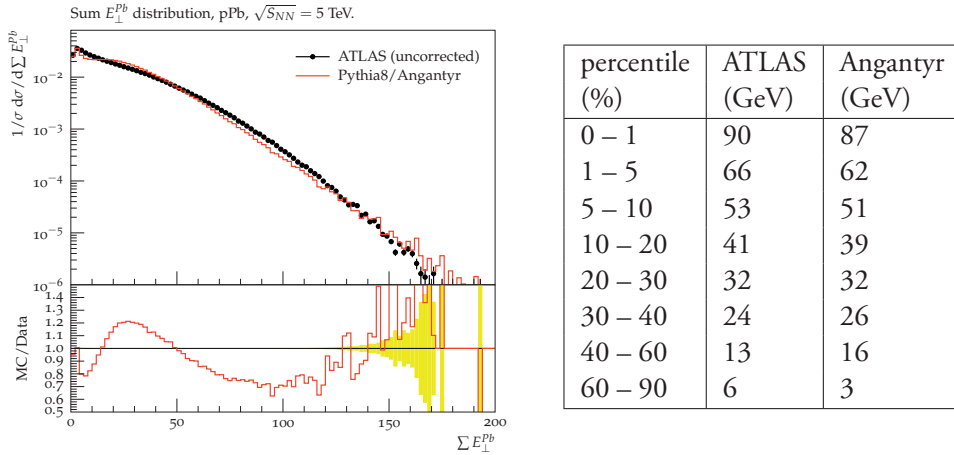 Sum E⊥^Pb distribution, pPb, √S_NN = 5 TeV.
1/σ dσ/d∑ E⊥^Pb
10⁻²
10⁻³
10⁻⁴
10⁻⁵
10⁻⁶
ATLAS (uncorrected)
Pythia8/Angantyr
MC/Data
1.4
1.3
1.2
1.1
1.0
0.9
0.8
0.7
0.6
0.5
0 50 100 150 200
∑ E⊥^Pb
percentile ATLAS Angantyr
(%) (GeV) (GeV)
0 – 1 90 87
1 – 5 66 62
5 – 10 53 51
10 – 20 41 39
20 – 30 32 32
30 – 40 24 26
40 – 60 13 16
60 – 90 6 3